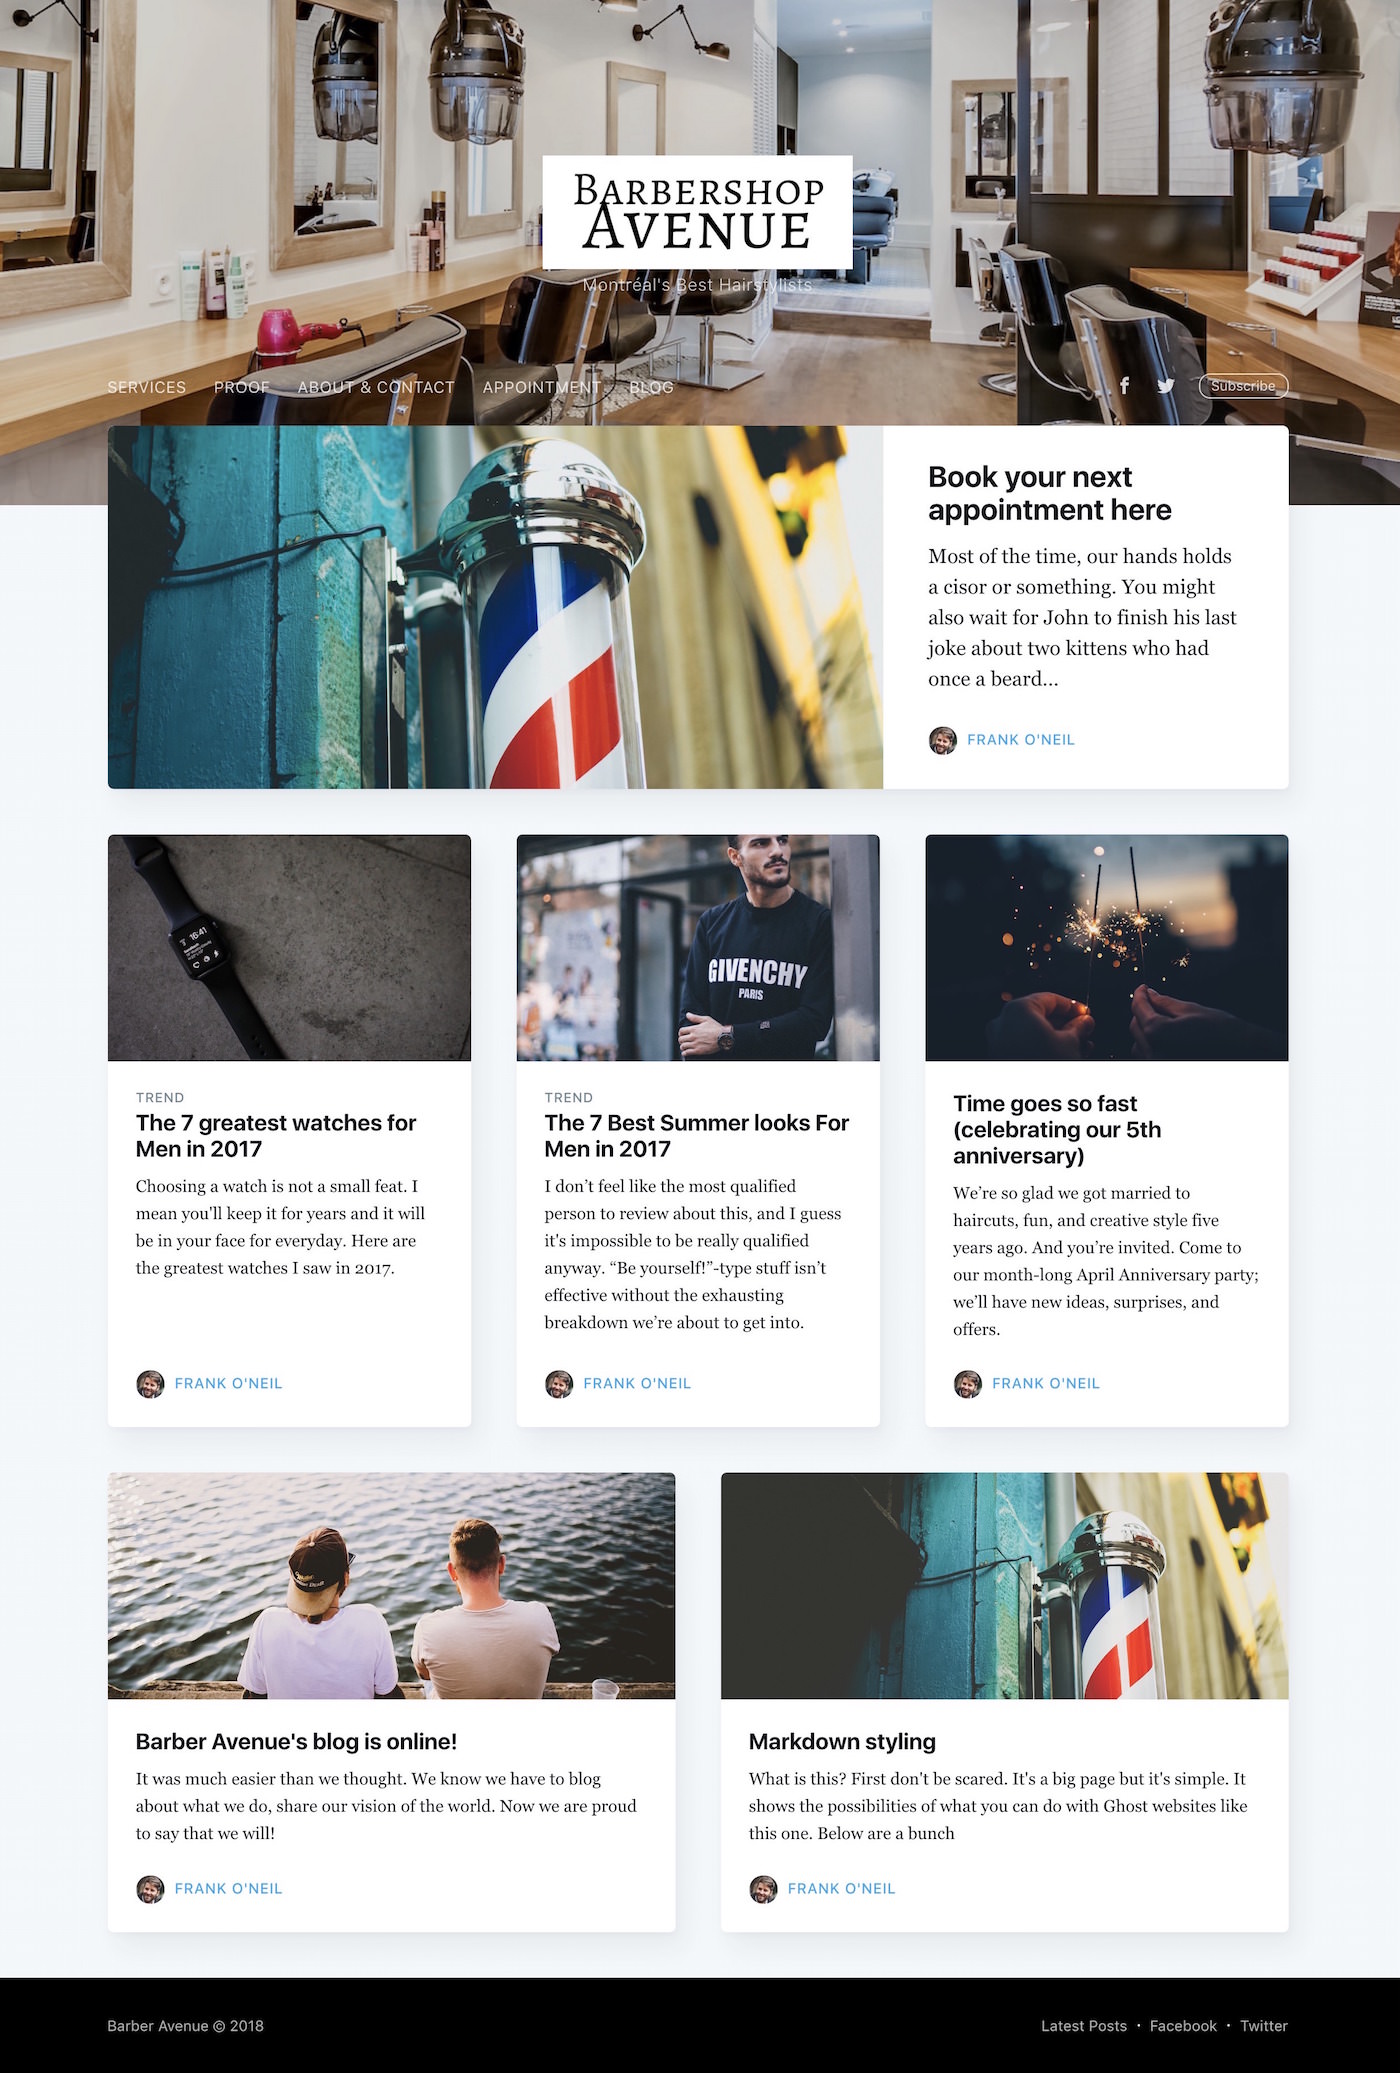 BARBERSHOP
AVENUE
Montréal's Best Hairstylists
SERVICES PROOF ABOUT & CONTACT APPOINTMENT BLOG
Subscribe
Book your next
appointment here
Most of the time, our hands holds
a cisor or something. You might
also wait for John to finish his last
joke about two kittens who had
once a beard...
FRANK O'NEIL
16:41
TREND
The 7 greatest watches for
Men in 2017
Choosing a watch is not a small feat. I
mean you'll keep it for years and it will
be in your face for everyday. Here are
the greatest watches I saw in 2017.
FRANK O'NEIL
GIVENCHY
PARIS
TREND
The 7 Best Summer looks For
Men in 2017
I don’t feel like the most qualified
person to review about this, and I guess
it's impossible to be really qualified
anyway. “Be yourself!”-type stuff isn’t
effective without the exhausting
breakdown we’re about to get into.
FRANK O'NEIL
Time goes so fast
(celebrating our 5th
anniversary)
We’re so glad we got married to
haircuts, fun, and creative style five
years ago. And you’re invited. Come to
our month-long April Anniversary party;
we’ll have new ideas, surprises, and
offers.
FRANK O'NEIL
Barber Avenue's blog is online!
It was much easier than we thought. We know we have to blog
about what we do, share our vision of the world. Now we are proud
to say that we will!
FRANK O'NEIL
Markdown styling
What is this? First don't be scared. It's a big page but it's simple. It
shows the possibilities of what you can do with Ghost websites like
this one. Below are a bunch
FRANK O'NEIL
Barber Avenue © 2018
Latest Posts • Facebook • Twitter